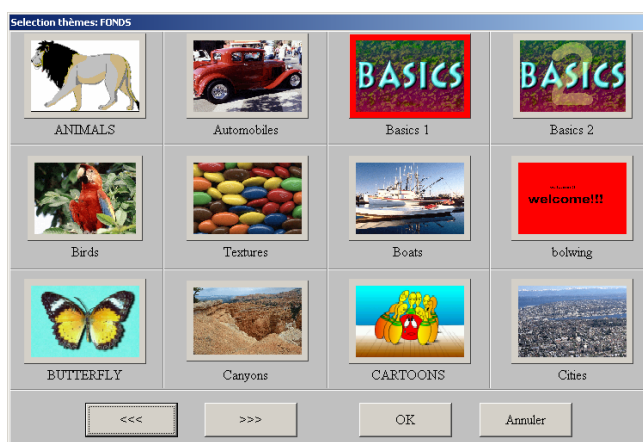 Selection thèmes: FONDS
BASICS
BASICS
2
ANIMALS
Automobiles
Basics 1
Basics 2
welcome!!!
Birds
Textures
Boats
bolwing
BUTTERFLY
Canyons
CARTOONS
Cities
<<<
>>>
OK
Annuler